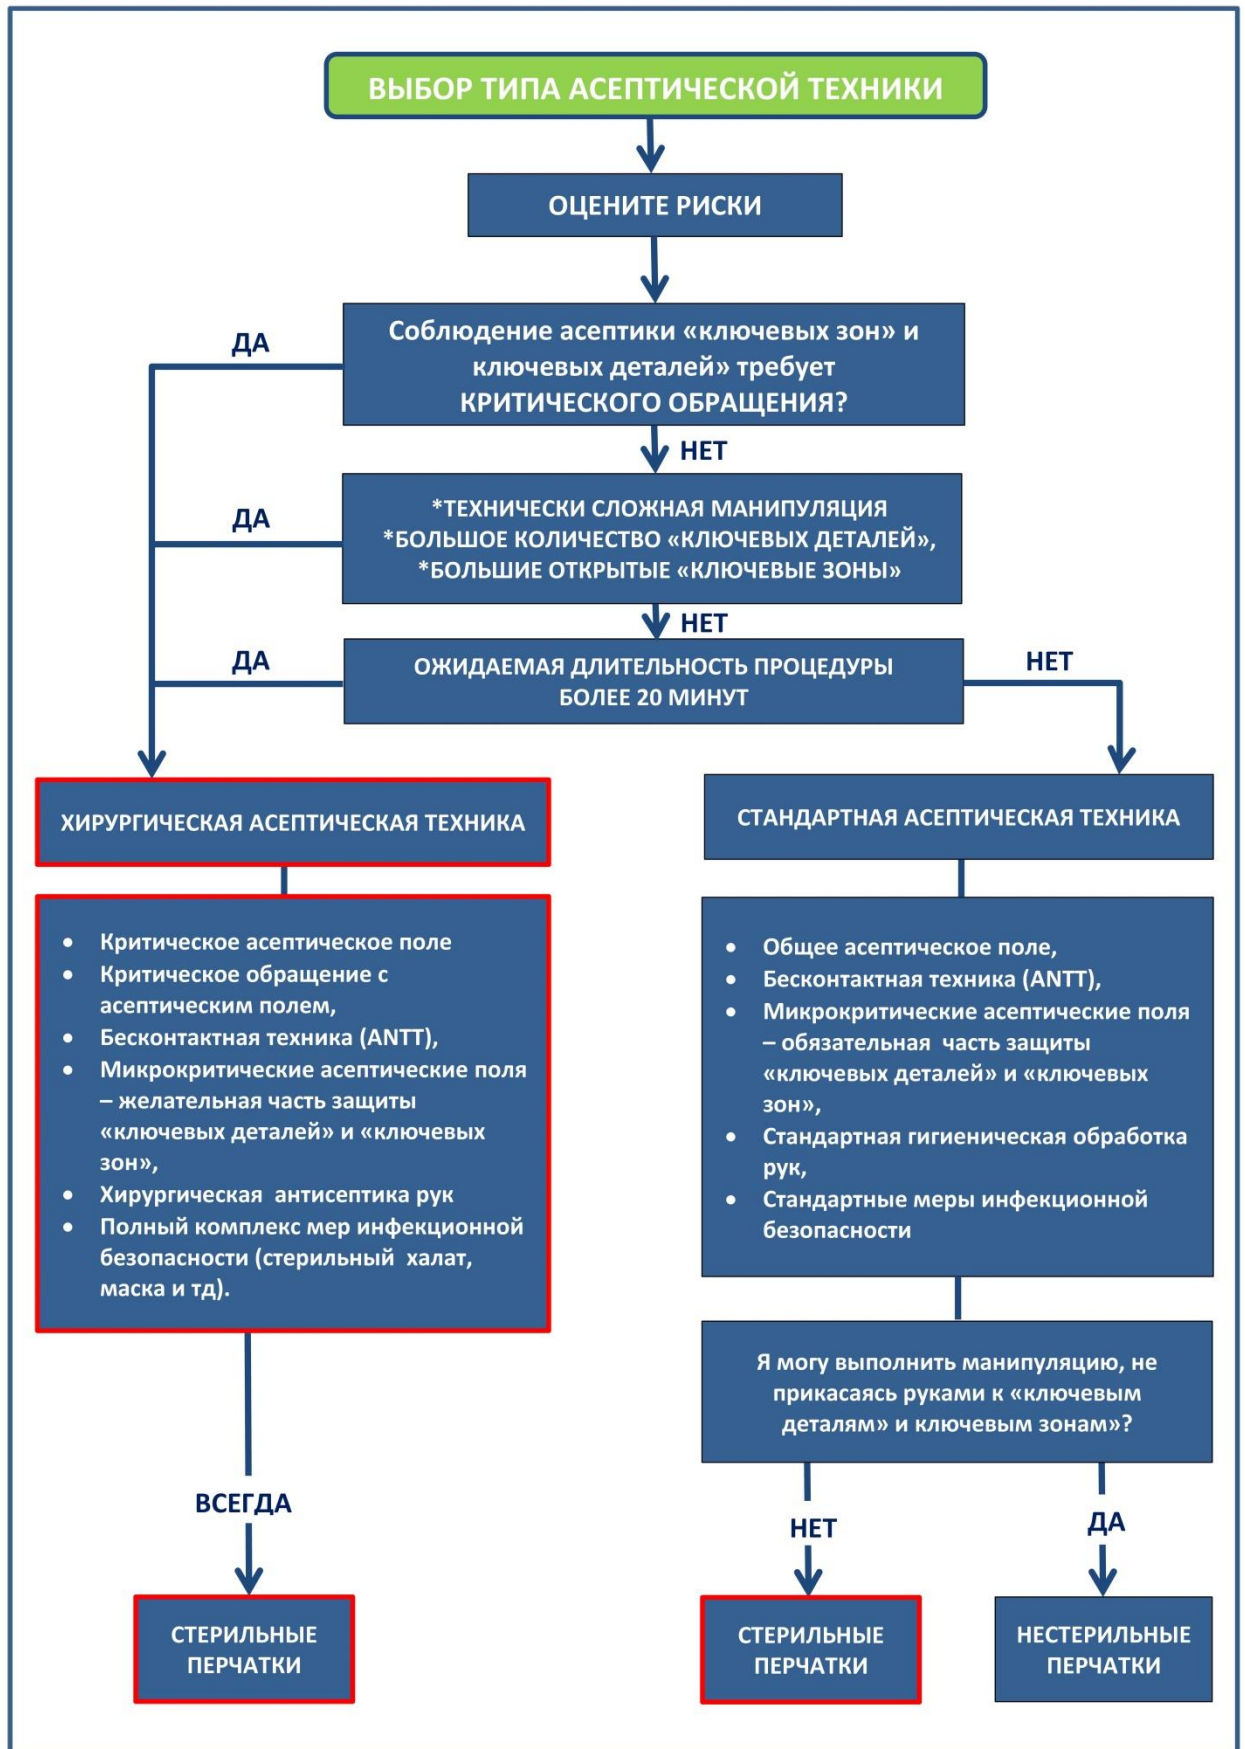 ВЫБОР ТИПА АСЕПТИЧЕСКОЙ ТЕХНИКИ
ОЦЕНИТЕ РИСКИ
Соблюдение асептики «ключевых зон» и
ключевых деталей» требует
КРИТИЧЕСКОГО ОБРАЩЕНИЯ?
ДА
НЕТ
*ТЕХНИЧЕСКИ СЛОЖНАЯ МАНИПУЛЯЦИЯ
*БОЛЬШОЕ КОЛИЧЕСТВО «КЛЮЧЕВЫХ ДЕТАЛЕЙ»,
*БОЛЬШИЕ ОТКРЫТЫЕ «КЛЮЧЕВЫЕ ЗОНЫ»
ДА
НЕТ
ОЖИДАЕМАЯ ДЛИТЕЛЬНОСТЬ ПРОЦЕДУРЫ
БОЛЕЕ 20 МИНУТ
ДА
НЕТ
ХИРУРГИЧЕСКАЯ АСЕПТИЧЕСКАЯ ТЕХНИКА
• Критическое асептическое поле
• Критическое обращение с
асептическим полем,
• Бесконтактная техника (ANTT),
• Микрокритические асептические поля
– желательная часть защиты
«ключевых деталей» и «ключевых
зон»,
• Хирургическая антисептика рук
• Полный комплекс мер инфекционной
безопасности (стерильный халат,
маска и тд).
ВСЕГДА
СТЕРИЛЬНЫЕ
ПЕРЧАТКИ
СТАНДАРТНАЯ АСЕПТИЧЕСКАЯ ТЕХНИКА
• Общее асептическое поле,
• Бесконтактная техника (ANTT),
• Микрокритические асептические поля
– обязательная часть защиты
«ключевых деталей» и «ключевых
зон»,
• Стандартная гигиеническая обработка
рук,
• Стандартные меры инфекционной
безопасности
Я могу выполнить манипуляцию, не
прикасаясь руками к «ключевым
деталям» и ключевым зонам»?
НЕТ
ДА
СТЕРИЛЬНЫЕ
ПЕРЧАТКИ
НЕСТЕРИЛЬНЫЕ
ПЕРЧАТКИ